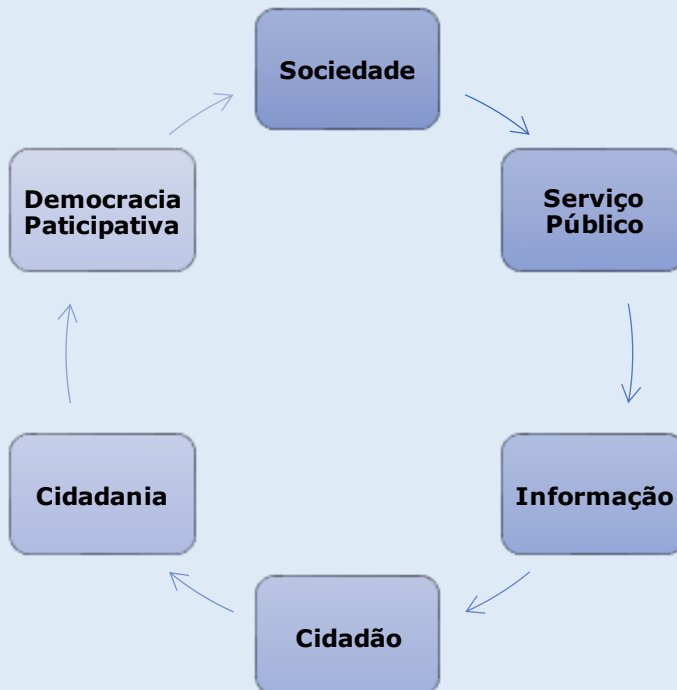 Sociedade
Serviço
Público
Informação
Cidadão
Cidadania
Democracia
Paticipativa